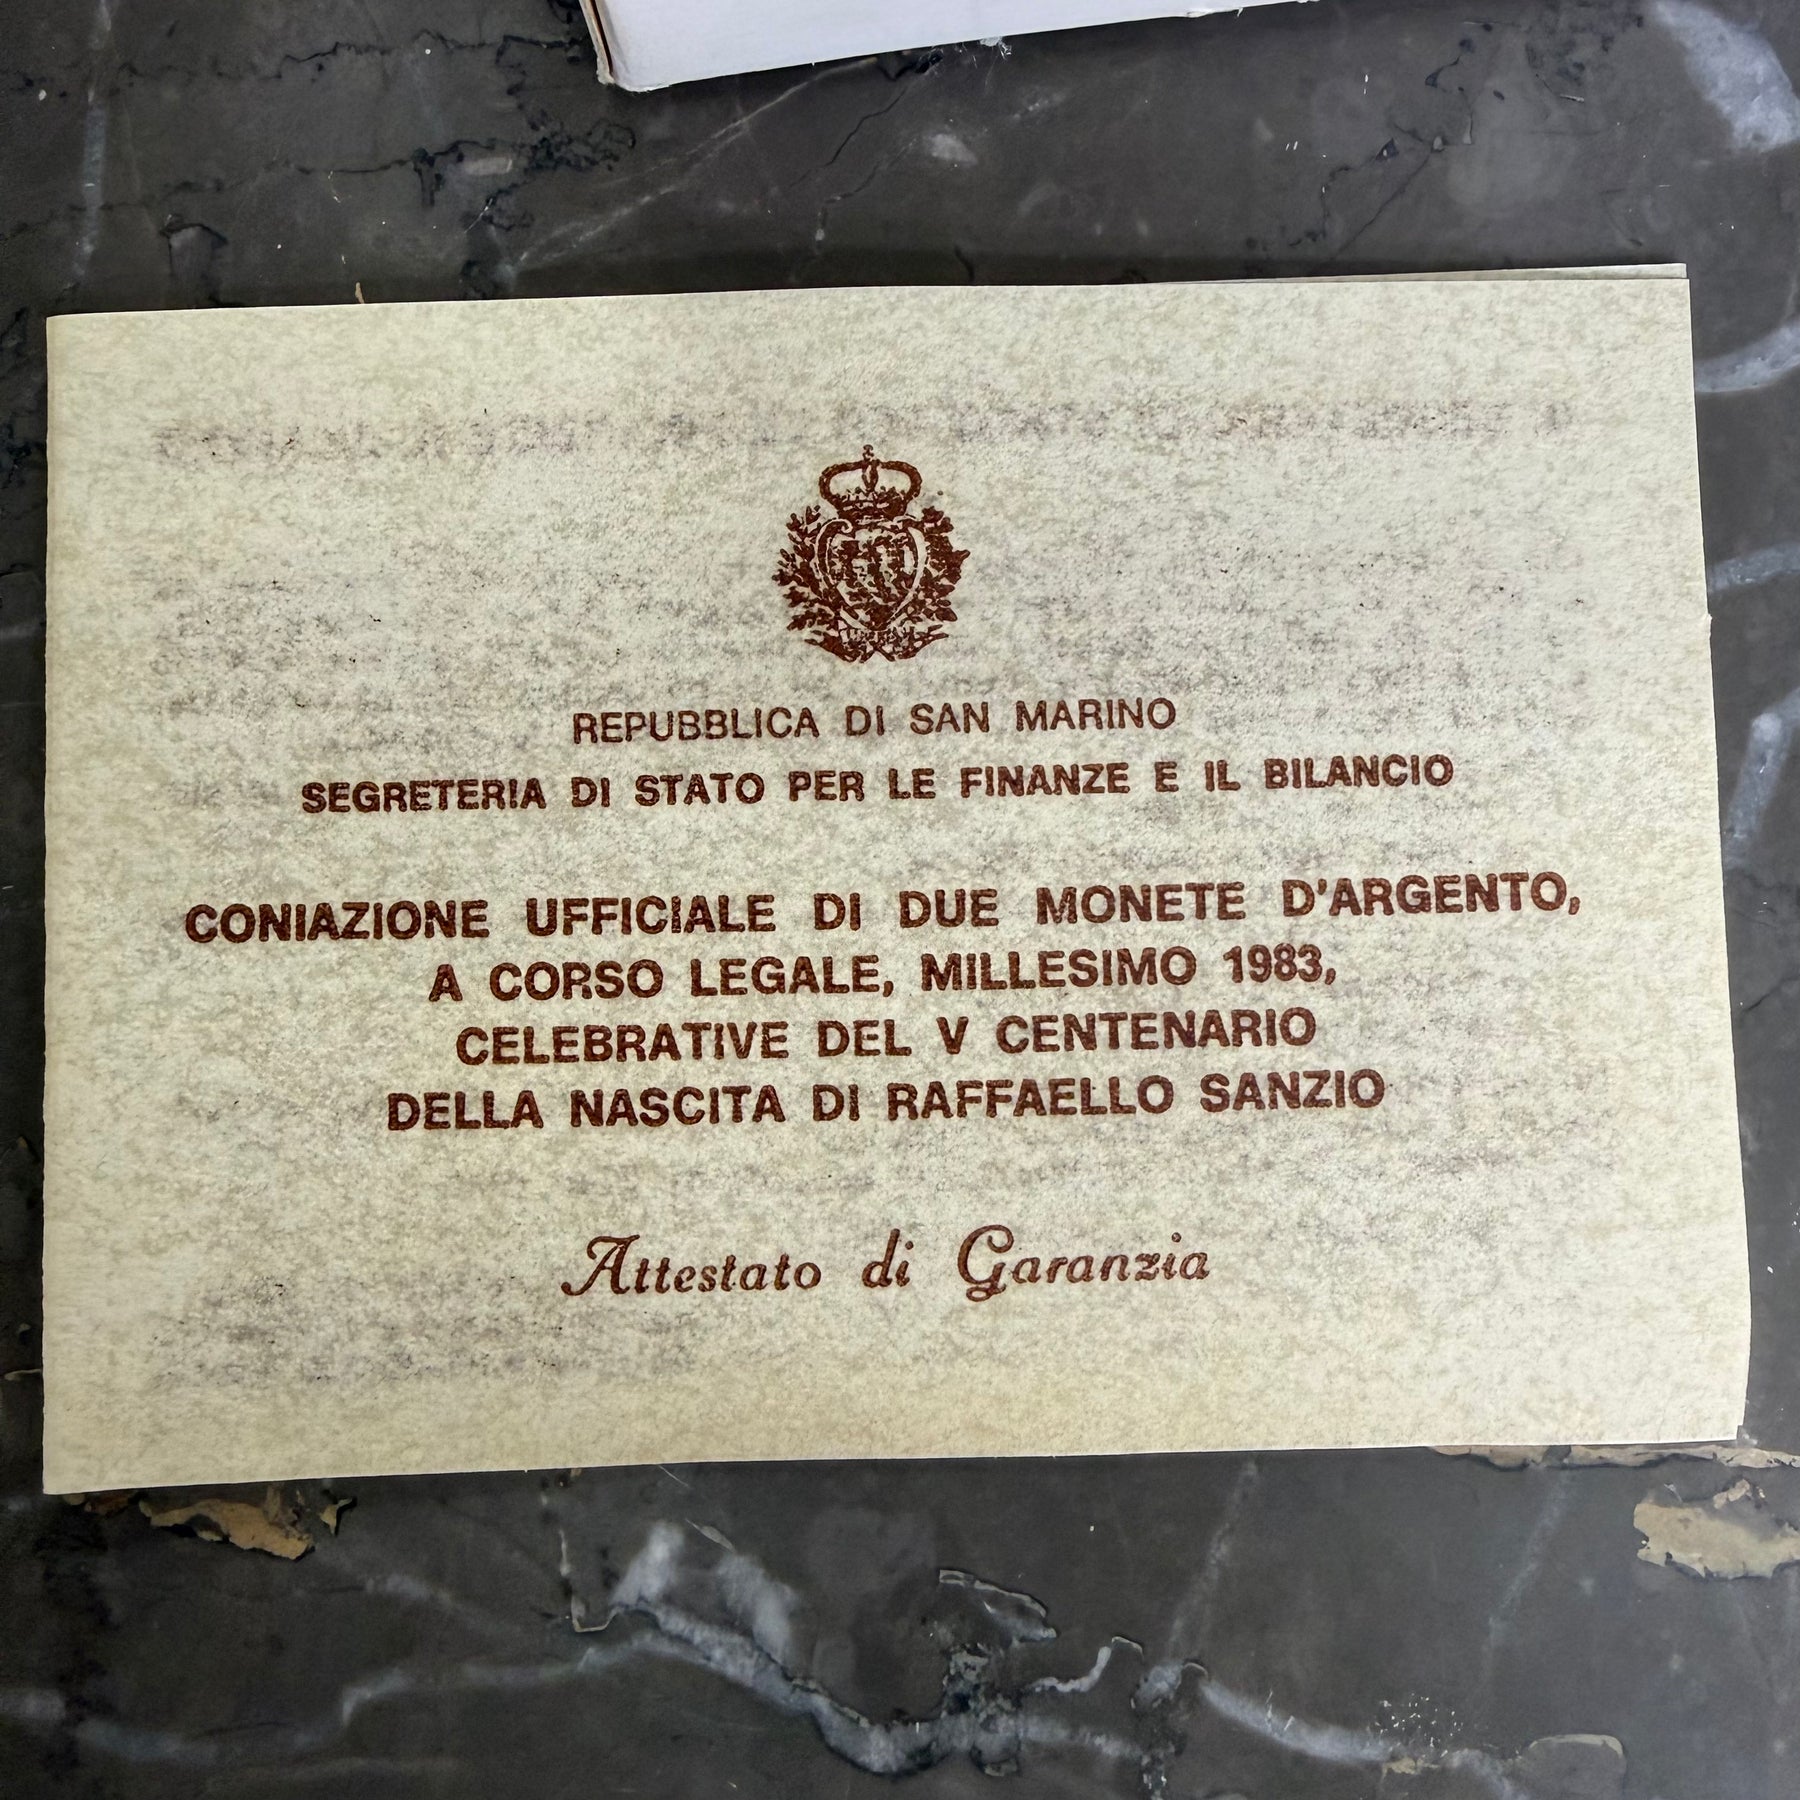 REPUBBLICA DI SAN MARINO
SEGRETERIA DI STATO PER LE FINANZE E IL BILANCIO
CONIAZIONE UFFICIALE DI DUE MONETE D'ARGENTO,
A CORSO LEGALE, MILLESIMO 1983,
CELEBRATIVE DEL V CENTENARIO
DELLA NASCITA DI RAFFAELLO SANZIO
Attestato di Garanzia